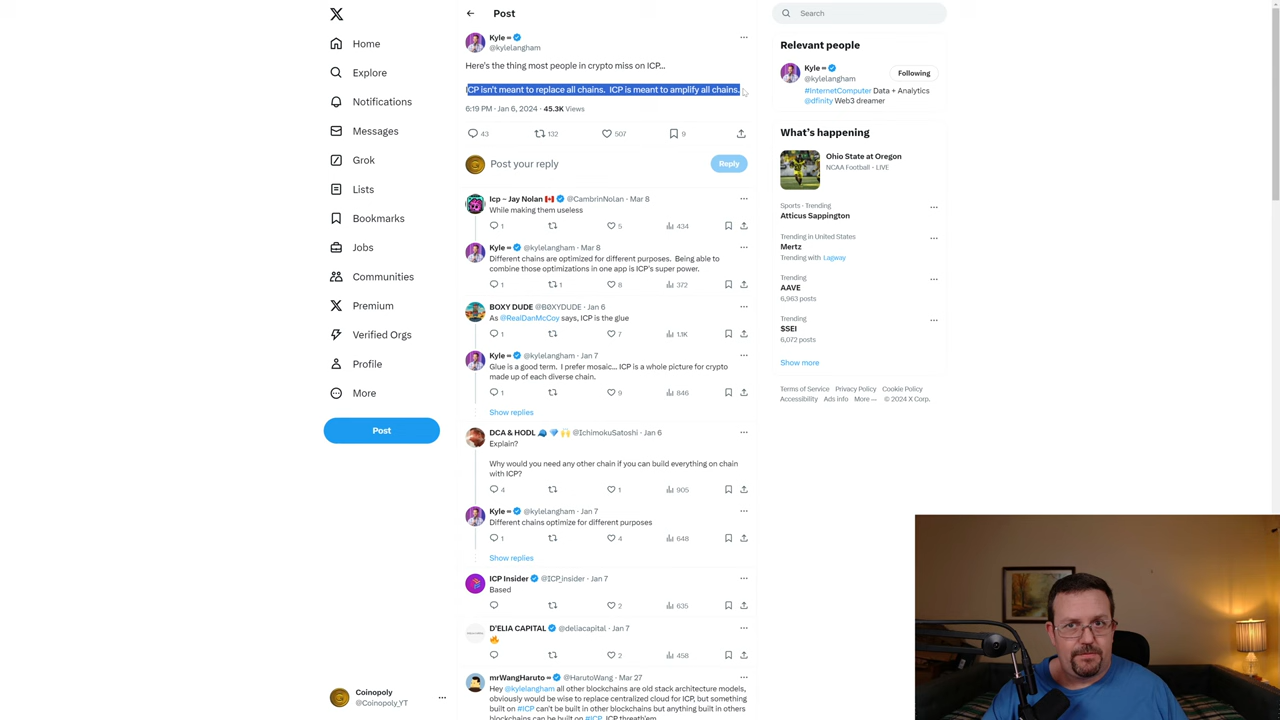 Post
Search
Kyle ∞
@kylelangham
Here's the thing most people in crypto miss on ICP...
ICP isn't meant to replace all chains. ICP is meant to amplify all chains.
6:19 PM · Jan 6, 2024 · 45.3K Views
43 132 507 9
Post your reply
Reply
Home
Explore
Notifications
Messages
Grok
Lists
Bookmarks
Jobs
Communities
Premium
Verified Orgs
Profile
More
Post
Coinopoly
@Coinopoly_YT
Icp – Jay Nolan @CambrinNolan · Mar 8
While making them useless
1 5 434
Kyle ∞ @kylelangham · Mar 8
Different chains are optimized for different purposes. Being able to
combine those optimizations in one app is ICP's super power.
1 1 8 372
BOXY DUDE @B0XYDUDE · Jan 6
As @RealDanMcCoy says, ICP is the glue
1 7 1.1K
Kyle ∞ @kylelangham · Jan 7
Glue is a good term. I prefer mosaic... ICP is a whole picture for crypto
made up of each diverse chain.
1 9 846
Show replies
DCA & HODL @IchimokuSatoshi · Jan 6
Explain?
Why would you need any other chain if you can build everything on chain
with ICP?
4 1 905
Kyle ∞ @kylelangham · Jan 7
Different chains optimize for different purposes
1 4 648
Show replies
ICP Insider @ICP_insider · Jan 7
Based
2 635
D'ELIA CAPITAL @deliacapital · Jan 7
2 458
mrWangHaruto ∞ @HarutoWang · Mar 27
Hey @kylelangham all other blockchains are old stack architecture models,
obviously would be wise to replace centralized cloud for ICP, but something
built on #ICP can't be built in other blockchains but anything built in others
blockchains can be built on #ICP. ICP threath'em
Relevant people
Kyle ∞
@kylelangham
Following
#InternetComputer Data + Analytics
@dfinity Web3 dreamer
What's happening
Ohio State at Oregon
NCAA Football · LIVE
Sports · Trending
Atticus Sappington
Trending in United States
Mertz
Trending with Lagway
Trending
AAVE
6,963 posts
Trending
$SEI
6,072 posts
Show more
Terms of Service Privacy Policy Cookie Policy
Accessibility Ads info More ··· © 2024 X Corp.